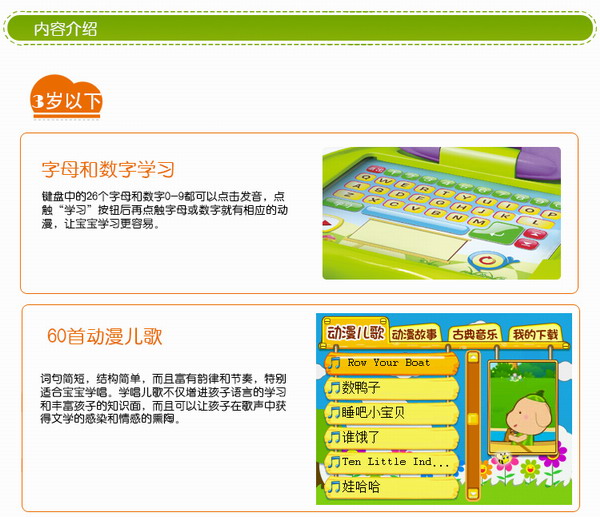 内容介绍
3岁以下
字母和数字学习
键盘中的26个字母和数字0-9都可以点击发音，点
触“学习”按钮后再点触字母或数字就有相应的动
漫，让宝宝学习更容易。
Q W E R T Y U I O P
A S D F G H J K L
Z X C V B N M
60首动漫儿歌
词句简短，结构简单，而且富有韵律和节奏，特别
适合宝宝学唱。学唱儿歌不仅增进孩子语言的学习
和丰富孩子的知识面，而且可以让孩子在歌声中获
得文学的感染和情感的熏陶。
动漫儿歌 动漫故事 古典音乐 我的下载
Row Your Boat
数鸭子
睡吧小宝贝
谁饿了
Ten Little Ind...
娃哈哈